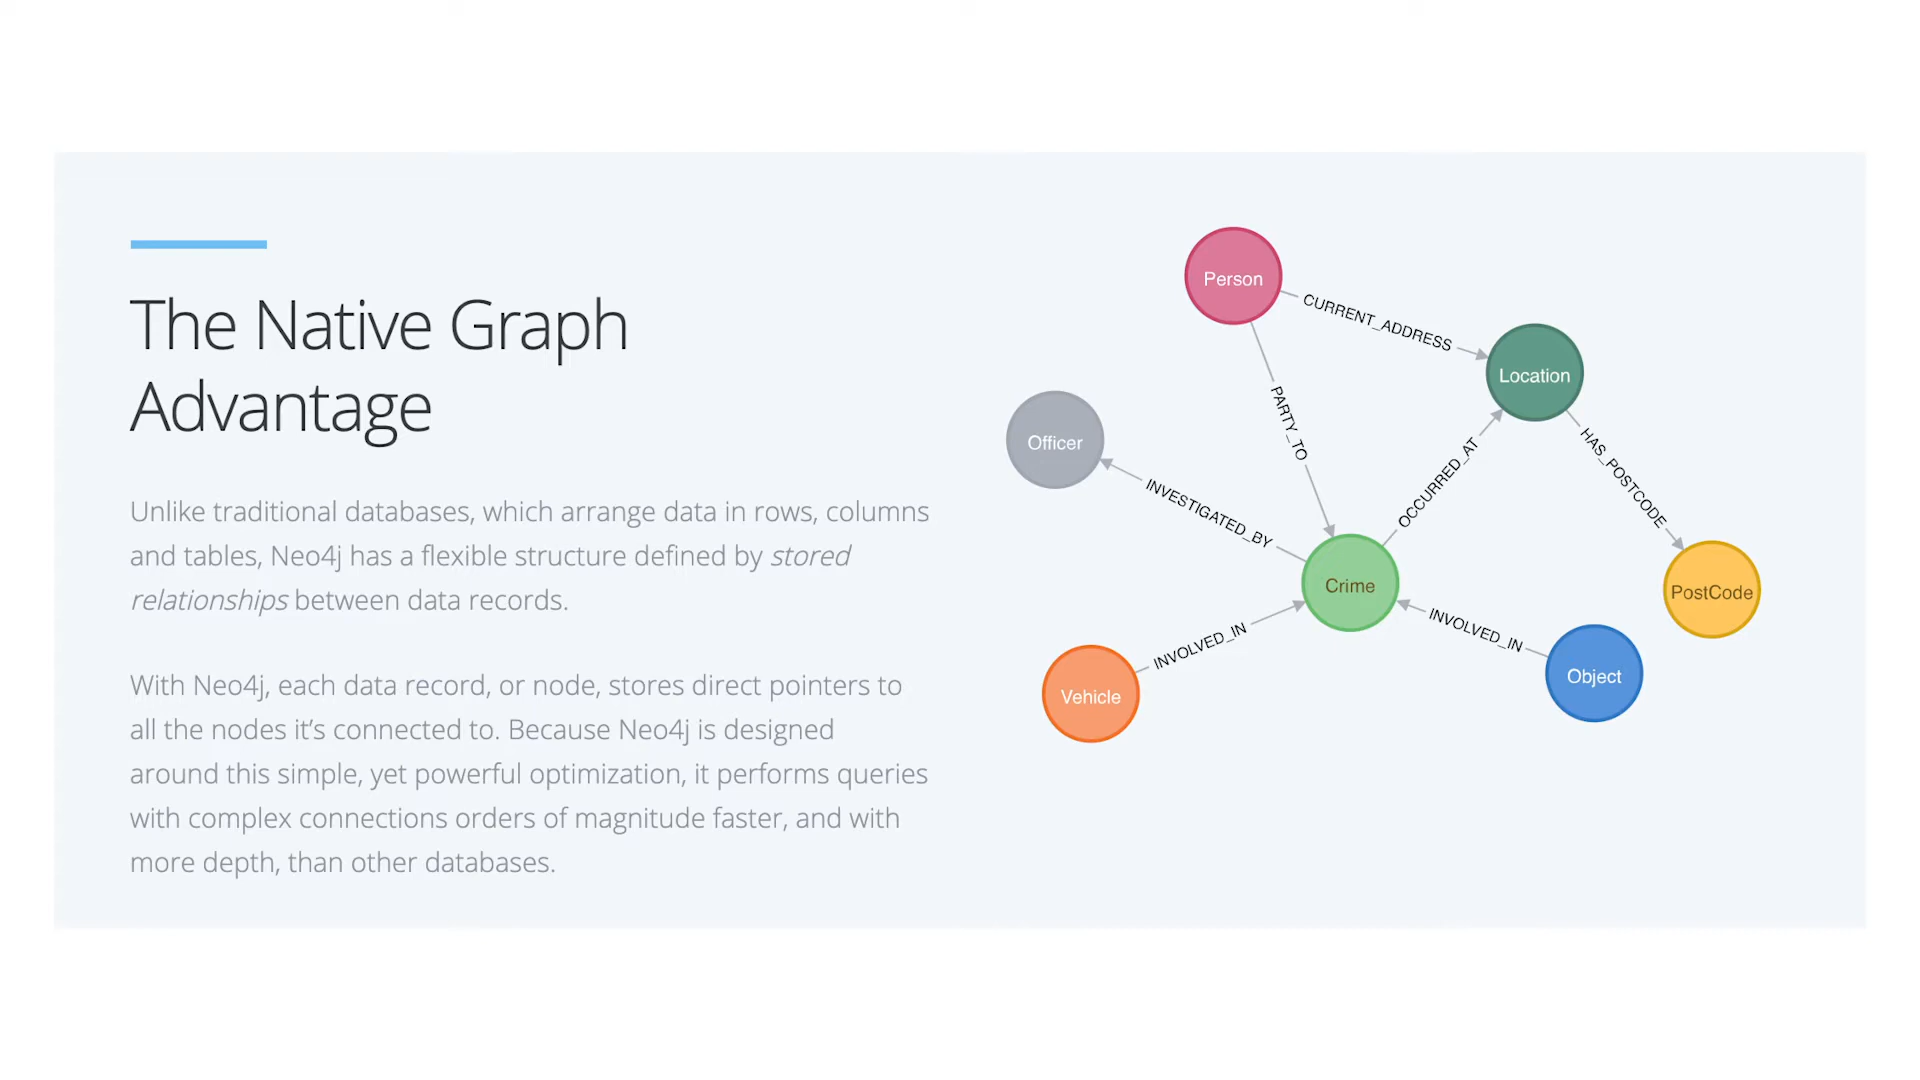 The Native Graph
Advantage
Unlike traditional databases, which arrange data in rows, columns
and tables, Neo4j has a flexible structure defined by stored
relationships between data records.
With Neo4j, each data record, or node, stores direct pointers to
all the nodes it’s connected to. Because Neo4j is designed
around this simple, yet powerful optimization, it performs queries
with complex connections orders of magnitude faster, and with
more depth, than other databases.
Person
CURRENT_ADDRESS
Location
PARTY_TO
Officer
INVESTIGATED_BY
OCCURRED_AT
HAS_POSTCODE
Crime
PostCode
INVOLVED_IN
INVOLVED_IN
Vehicle
Object